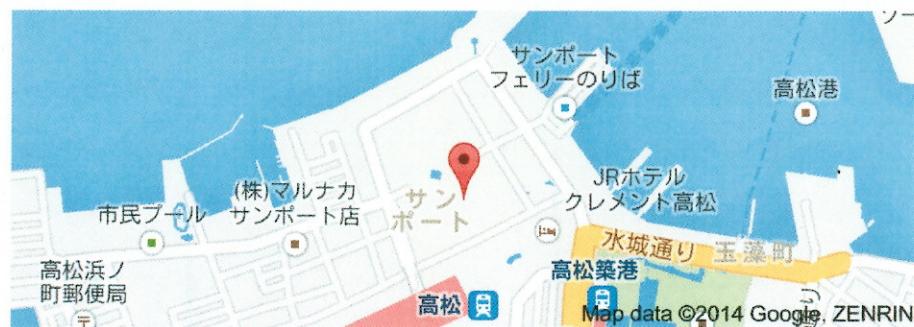 ソー
サンポート
フェリーのりば
高松港
(株)マルナカ
サンポート店
サン
ポート
JRホテル
クレメント高松
市民プール
水城通り
玉藻町
高松浜ノ
町郵便局
高松
高松築港
Map data ©2014 Google, ZENRIN